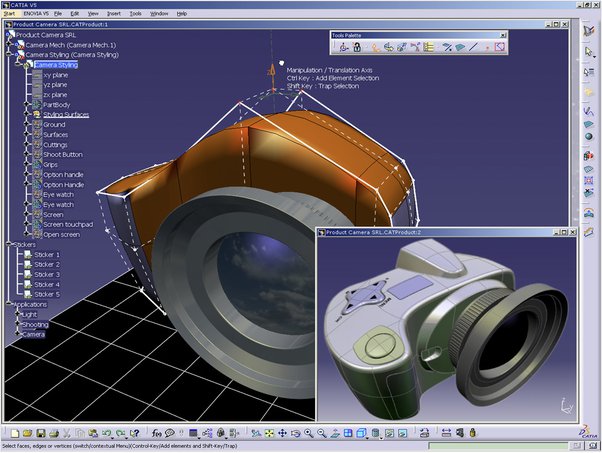 CATIA V5
Start ENOVIA V5 File Edit View Insert Tools Window Help
Product Camera SRL.CATProduct:1
Product Camera SRL
Camera Mech (Camera Mech.1)
Camera Styling (Camera Styling)
Camera Styling
xy plane
yz plane
zx plane
PartBody
Styling Surfaces
Ground
Surfaces
Cuttings
Shoot Button
Grips
Option handle
Option Handle
Eye watch
Eye watch
Screen
Screen touchpad
Open screen
Stickers
Sticker 1
Sticker 2
Sticker 3
Sticker 4
Sticker 5
Applications
Light
Shooting
Camera
Tools Palette
Manipulation / Translation Axis
Ctrl Key : Add Element Selection
Shift Key : Trap Selection
Product Camera SRL.CATProduct:2
MENU
Select faces, edges or vertices (switch/contextual Menu)(Control-Key/Add elements and Shift-Key/Trap)